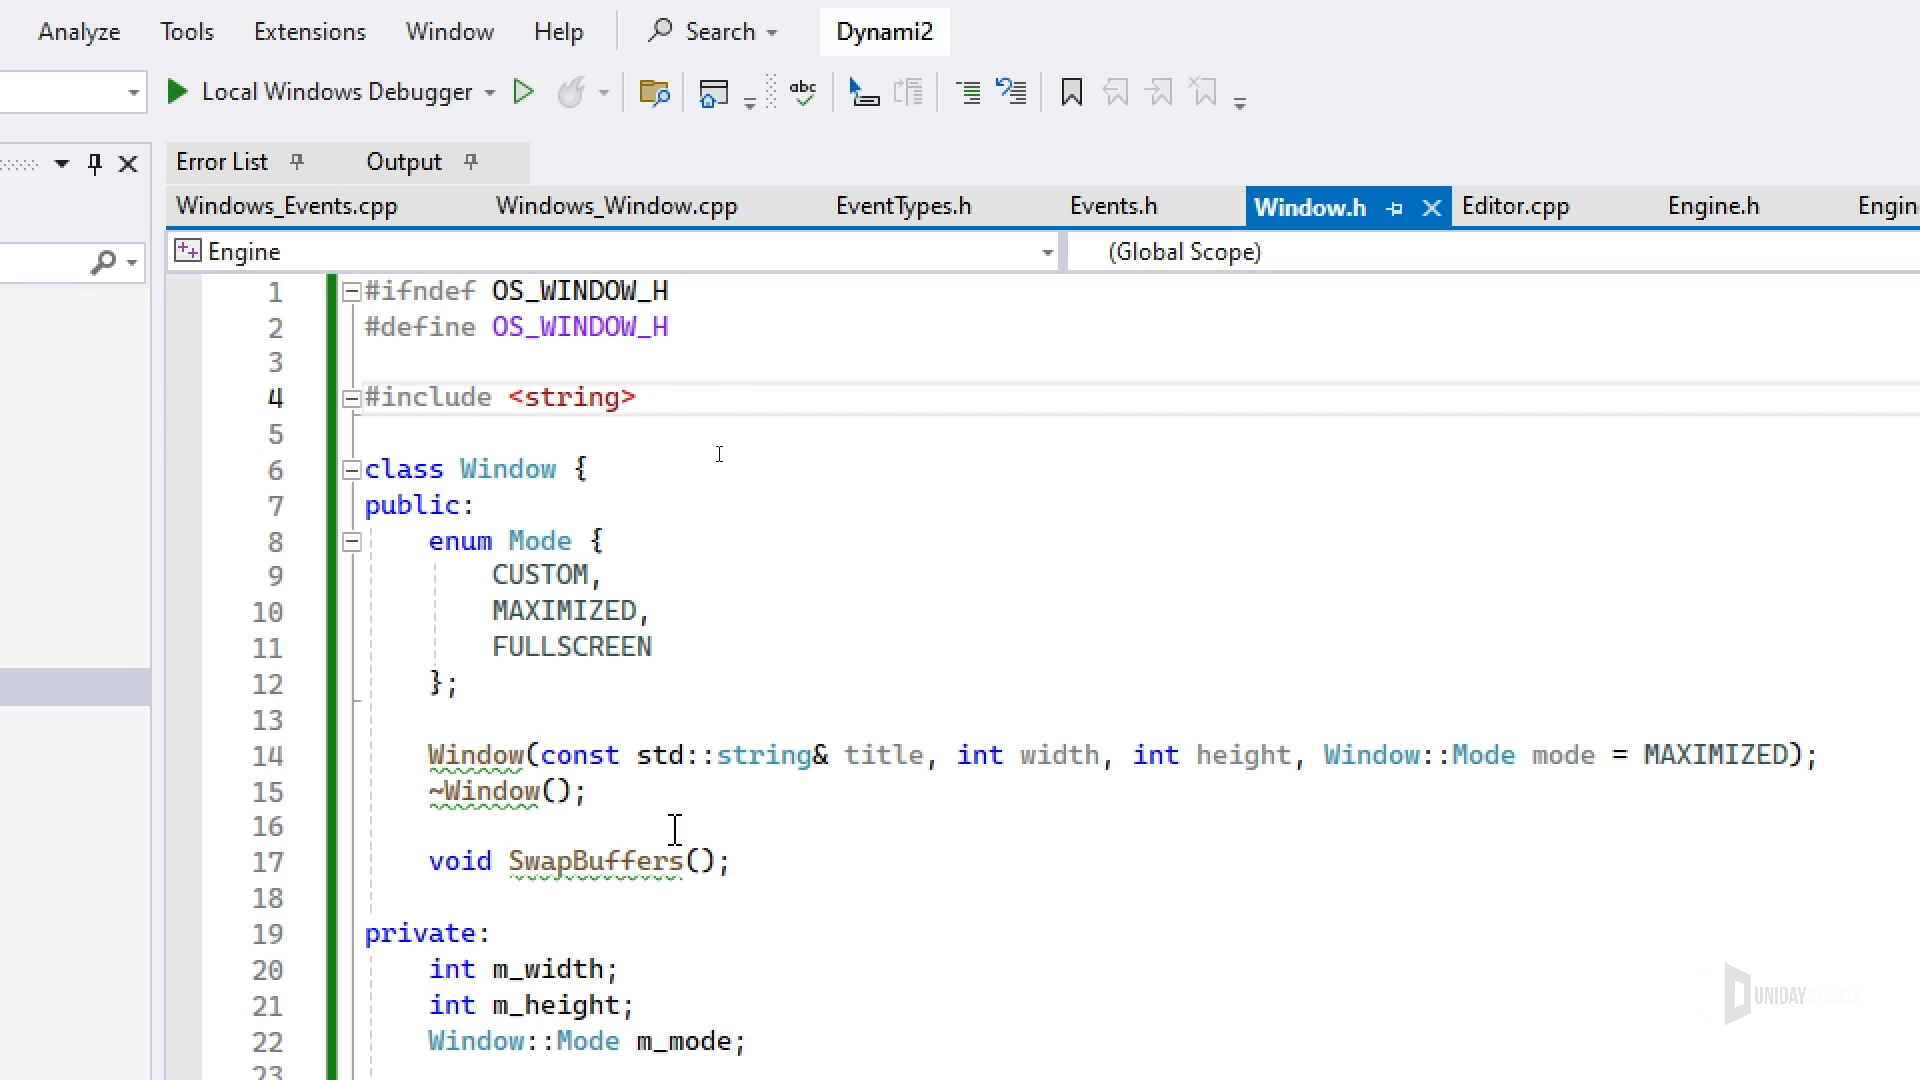 Analyze Tools Extensions Window Help Search Dynami2
Local Windows Debugger abc
Error List Output
Windows_Events.cpp Windows_Window.cpp EventTypes.h Events.h Window.h Editor.cpp Engine.h Engin
Engine (Global Scope)
1 #ifndef OS_WINDOW_H
2 #define OS_WINDOW_H
3
4 #include <string>
5
6 class Window {
7 public:
8 enum Mode {
9 CUSTOM,
10 MAXIMIZED,
11 FULLSCREEN
12 };
13
14 Window(const std::string& title, int width, int height, Window::Mode mode = MAXIMIZED);
15 ~Window();
16
17 void SwapBuffers();
18
19 private:
20 int m_width;
21 int m_height;
22 Window::Mode m_mode;
23
UNIDAY